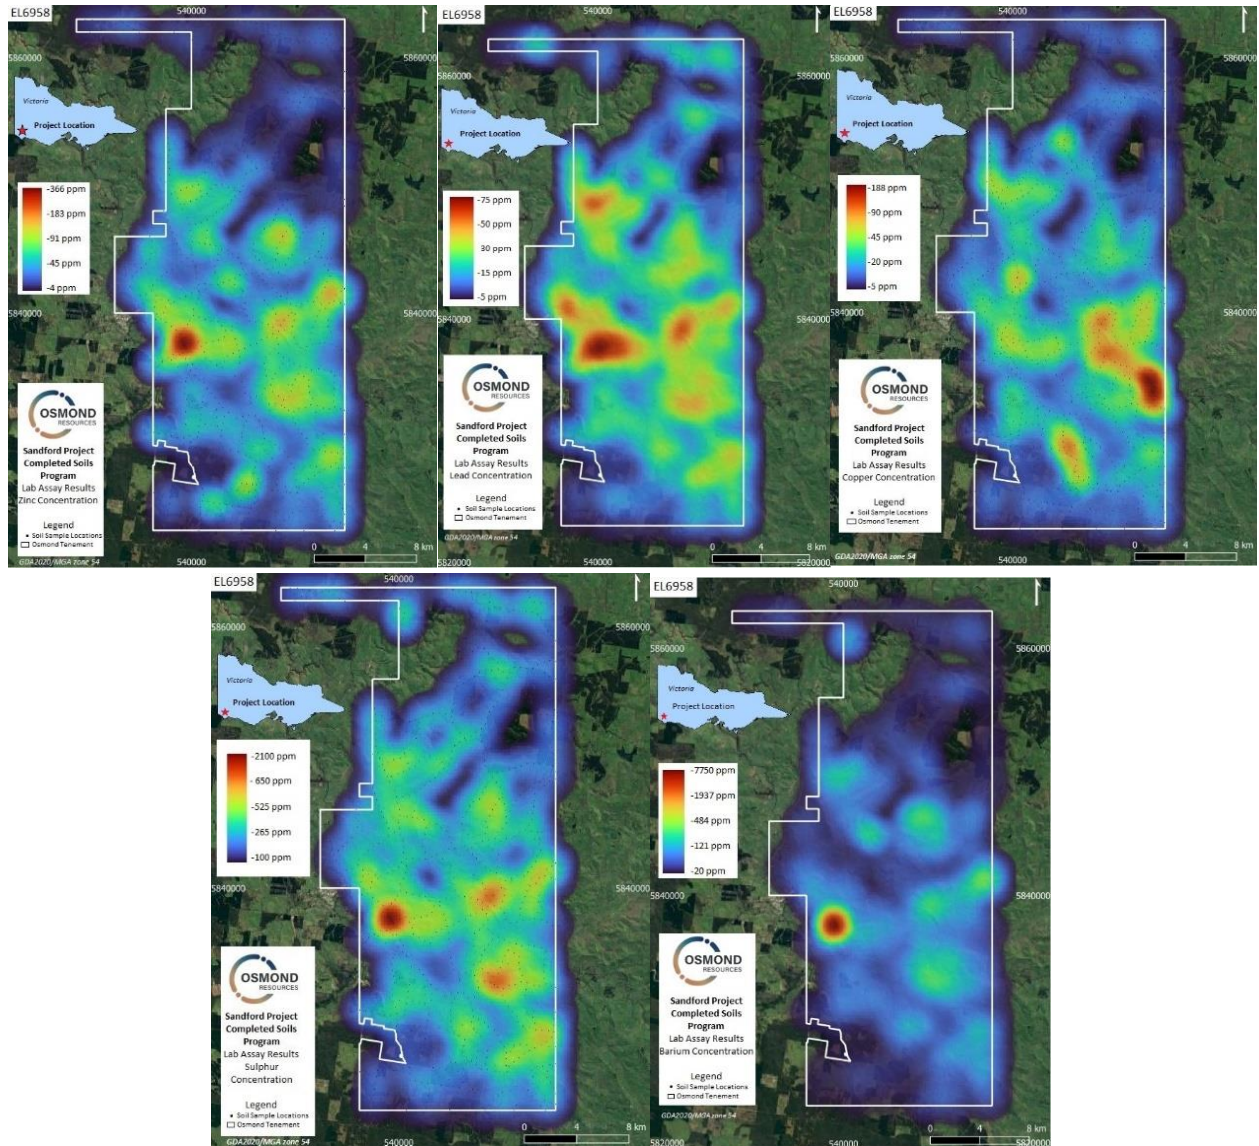 EL6958
540000
5860000
Victoria
Project Location
-366 ppm
-183 ppm
-91 ppm
-45 ppm
-4 ppm
5840000
OSMOND
RESOURCES
Sandford Project
Completed Soils
Program
Lab Assay Results
Zinc Concentration
Legend
Soil Sample Locations
Osmond Tenement
0 4 8 km
GDA2020/MGA zone 54
540000
EL6958
540000
5860000
Victoria
Project Location
-75 ppm
-50 ppm
30 ppm
-15 ppm
-5 ppm
5840000
5840000
OSMOND
RESOURCES
Sandford Project
Completed Soils
Program
Lab Assay Results
Lead Concentration
Legend
Soil Sample Locations
Osmond Tenement
0 4 8 km
GDA2020/MGA zone 54
5820000
540000
5820000
EL6958
540000
5860000
Victoria
Project Location
-188 ppm
-90 ppm
-45 ppm
-20 ppm
-5 ppm
5840000
OSMOND
RESOURCES
Sandford Project
Completed Soils
Program
Lab Assay Results
Copper Concentration
Legend
Soil Sample Locations
Osmond Tenement
0 4 8 km
GDA2020/MGA zone 54
540000
EL6958
540000
5860000
5860000
Victoria
Project Location
-2100 ppm
- 650 ppm
-525 ppm
-265 ppm
-100 ppm
5840000
5840000
OSMOND
RESOURCES
Sandford Project
Completed Soils
Program
Lab Assay Results
Sulphur
Concentration
Legend
Soil Sample Locations
Osmond Tenement
0 4 8 km
GDA2020/MGA zone 54
540000
EL6958
540000
5860000
5860000
Victoria
Project Location
-7750 ppm
-1937 ppm
-484 ppm
-121 ppm
-20 ppm
5840000
5840000
OSMOND
RESOURCES
Sandford Project
Completed Soils
Program
Lab Assay Results
Barium Concentration
Legend
Soil Sample Locations
Osmond Tenement
0 4 8 km
GDA2020/MGA zone 54
5820000
540000
5820000